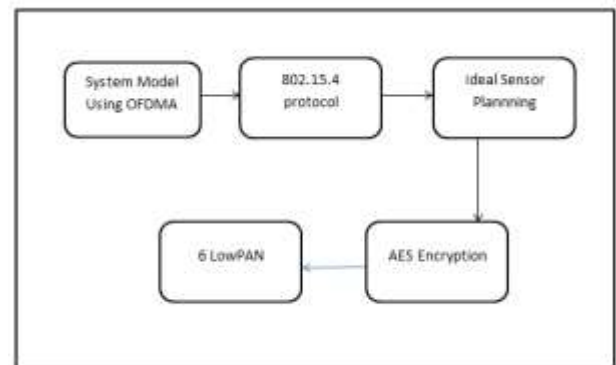 System Model
Using OFDMA
802.15.4
protocol
Ideal Sensor
Plannning
6 LowPAN
AES Encryption